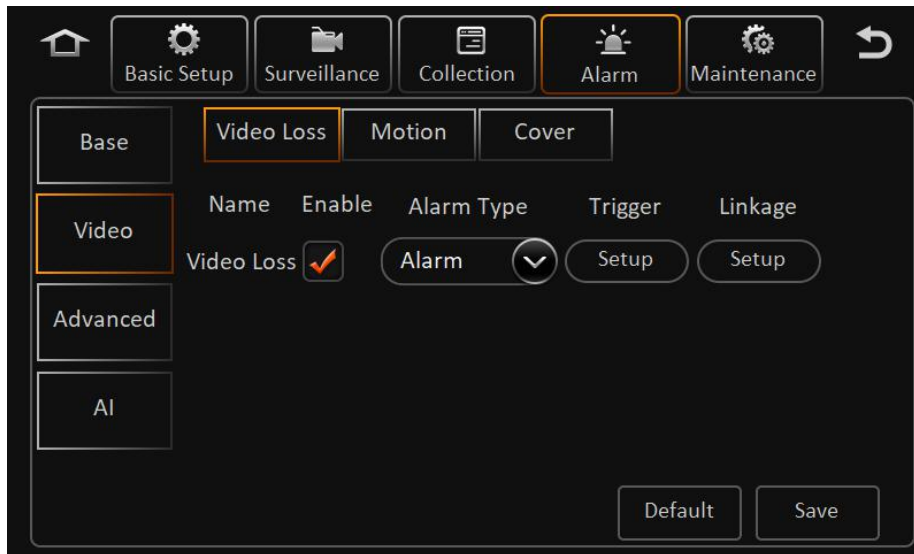 Basic Setup Surveillance Collection Alarm Maintenance
Base
Video
Advanced
AI
Video Loss Motion Cover
Name Enable Alarm Type Trigger Linkage
Video Loss Alarm Setup Setup
Default Save